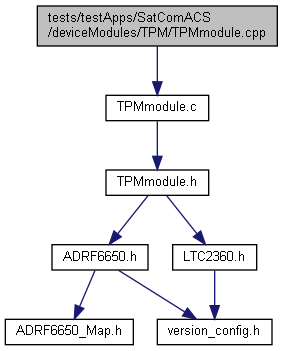 tests/testApps/SatComACS
/deviceModules/TPM/TPMmodule.cpp
TPMmodule.c
TPMmodule.h
ADRF6650.h
LTC2360.h
ADRF6650_Map.h
version_config.h